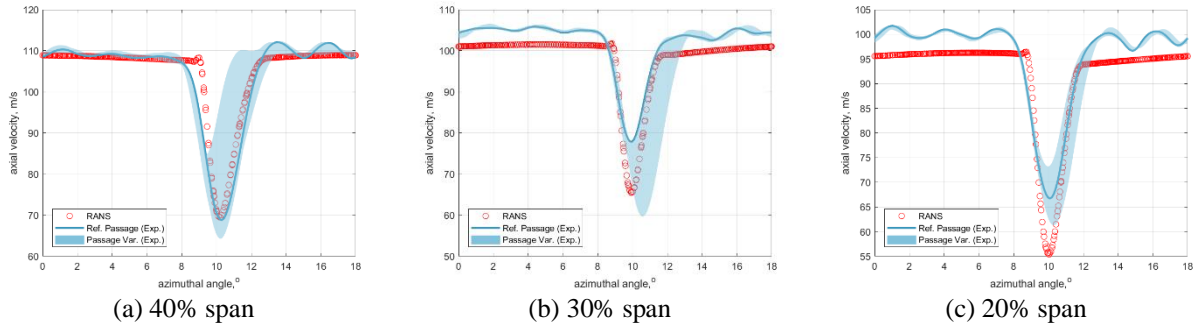 120
110
100
90
80
70
60
axial velocity, m/s
RANS
Ref. Passage (Exp.)
Passage Var. (Exp.)
0 2 4 6 8 10 12 14 16 18
azimuthal angle,°
(a) 40% span
110
100
90
80
70
60
50
axial velocity, m/s
RANS
Ref. Passage (Exp.)
Passage Var. (Exp.)
0 2 4 6 8 10 12 14 16 18
azimuthal angle,°
(b) 30% span
105
100
95
90
85
80
75
70
65
60
55
axial velocity, m/s
RANS
Ref. Passage (Exp.)
Passage Var. (Exp.)
0 2 4 6 8 10 12 14 16 18
azimuthal angle,°
(c) 20% span